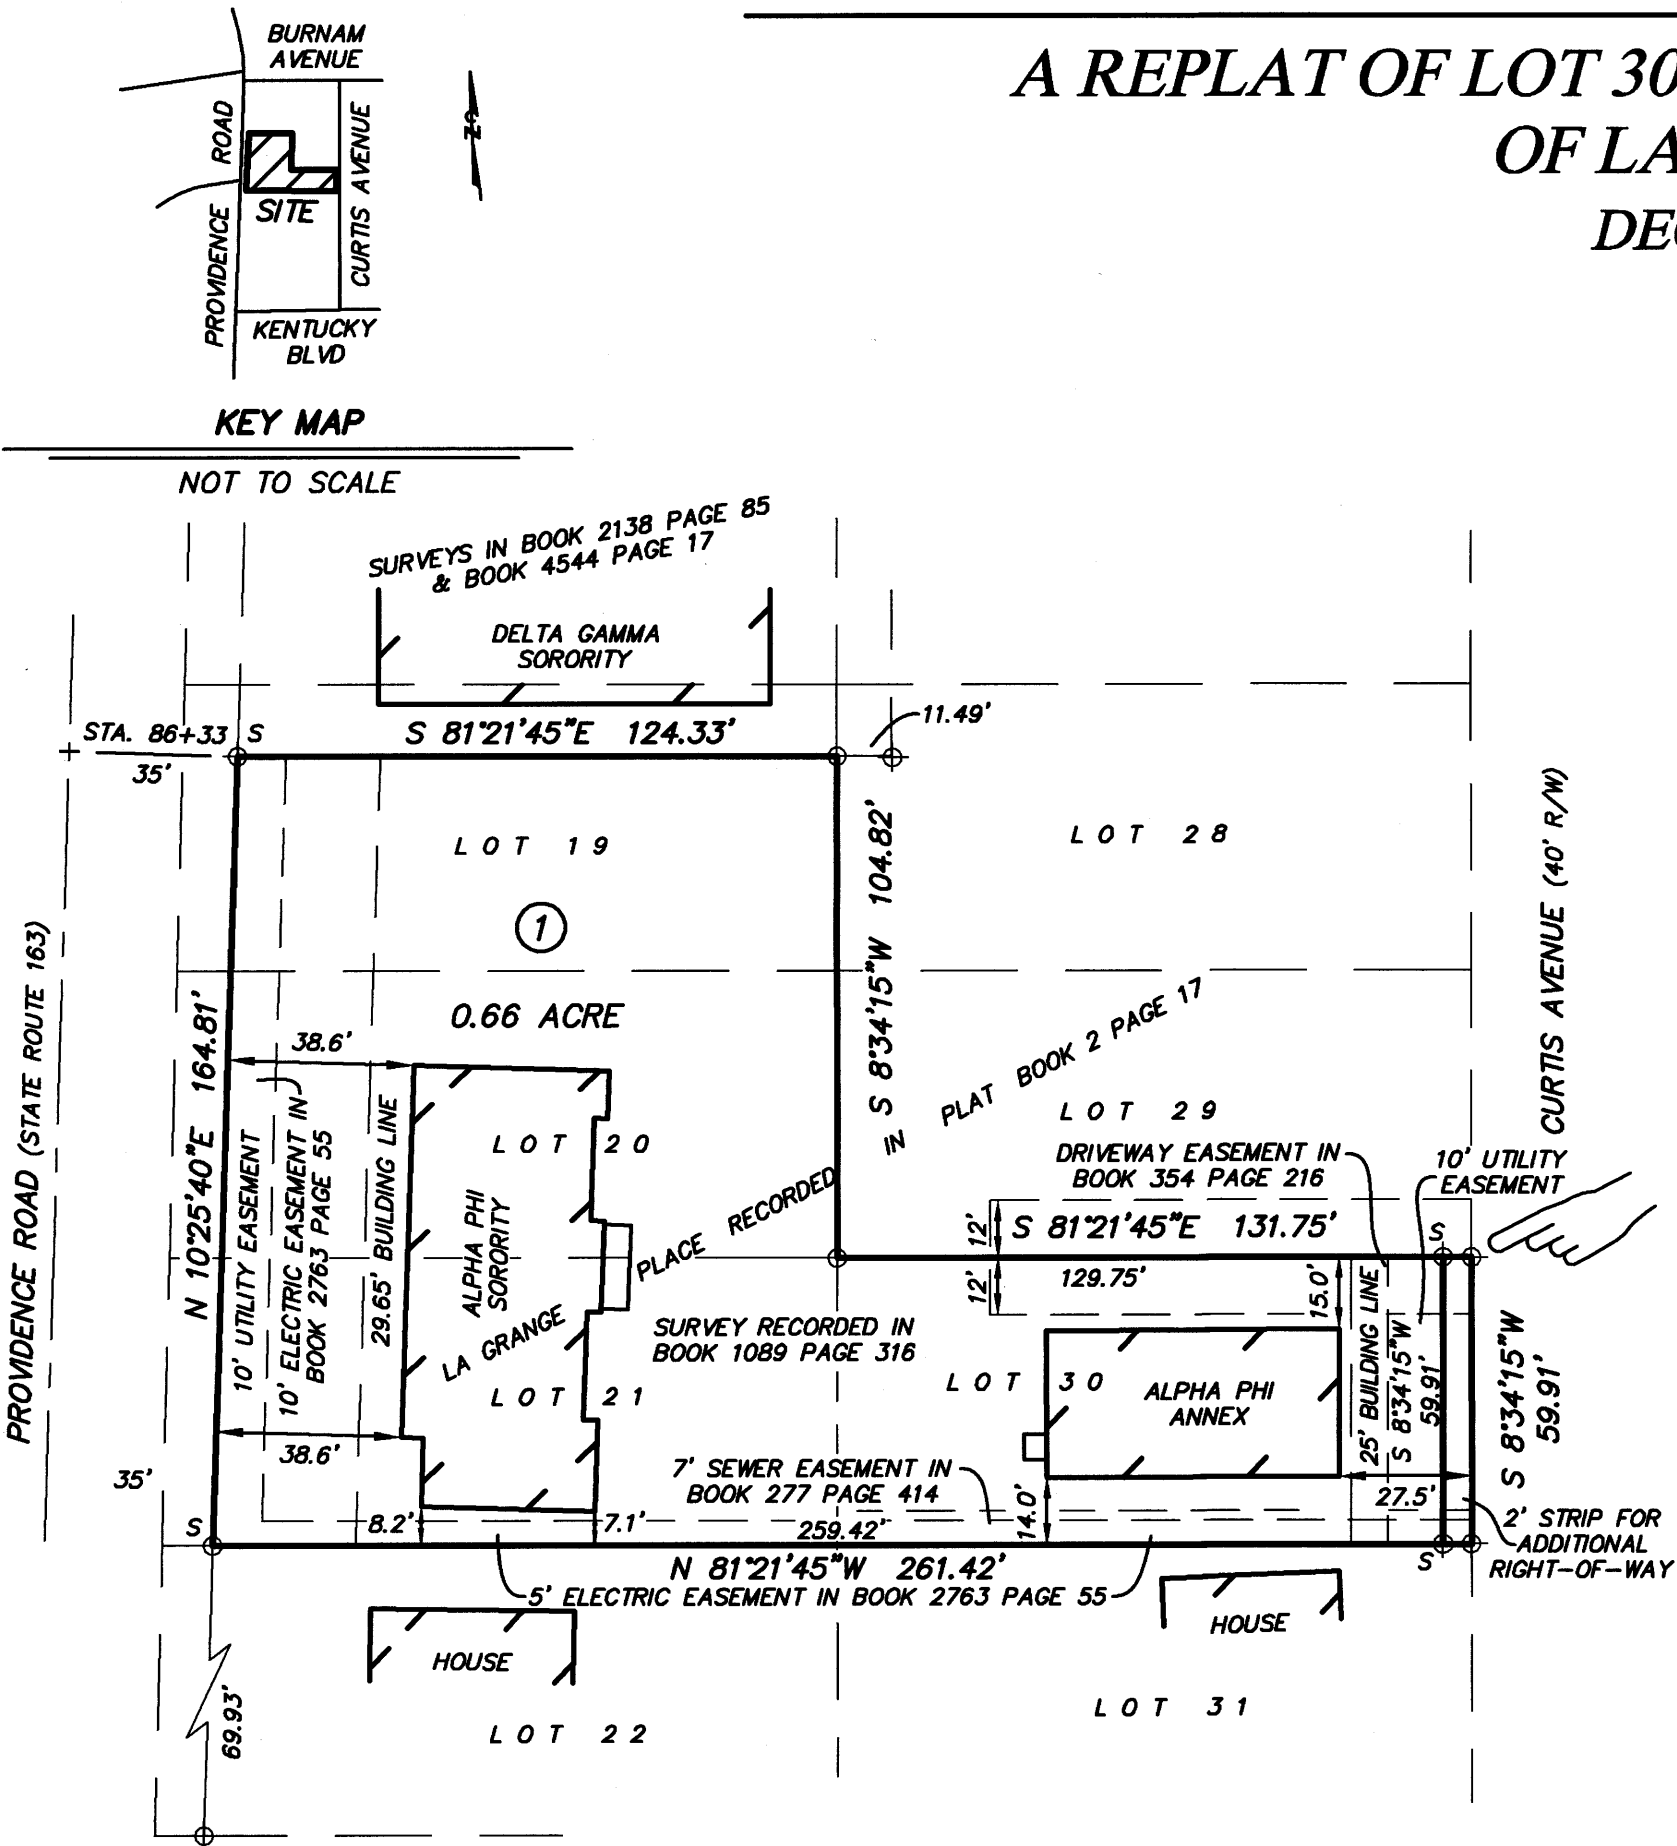 A REPLAT OF LOT 30
OF LA
DEC
BURNAM
AVENUE
PROVIDENCE ROAD
CURTIS AVENUE
SITE
KENTUCKY
BLVD
KEY MAP
NOT TO SCALE
SURVEYS IN BOOK 2138 PAGE 85
& BOOK 4544 PAGE 17
DELTA GAMMA
SORORITY
STA. 86+33 S
35'
S 81°21'45"E 124.33'
11.49'
LOT 19
LOT 28
1
0.66 ACRE
S 8°34'15"W 104.82'
CURTIS AVENUE (40' R/W)
PROVIDENCE ROAD (STATE ROUTE 163)
N 10°25'40"E 164.81'
38.6'
10' UTILITY EASEMENT
10' ELECTRIC EASEMENT IN
BOOK 2763 PAGE 55
29.65' BUILDING LINE
LOT 20
ALPHA PHI
SORORITY
LA GRANGE PLACE RECORDED IN PLAT BOOK 2 PAGE 17
LOT 29
DRIVEWAY EASEMENT IN
BOOK 354 PAGE 216
10' UTILITY
EASEMENT
12'
S 81°21'45"E 131.75'
S
12'
129.75'
15.0'
SURVEY RECORDED IN
BOOK 1089 PAGE 316
LOT 21
LOT 30
ALPHA PHI
ANNEX
25' BUILDING LINE
S 8°34'15"W
59.91'
S 8°34'15"W
59.91'
38.6'
35'
7' SEWER EASEMENT IN
BOOK 277 PAGE 414
14.0'
27.5'
2' STRIP FOR
ADDITIONAL
RIGHT-OF-WAY
S
8.2'
7.1'
259.42'
S
N 81°21'45"W 261.42'
5' ELECTRIC EASEMENT IN BOOK 2763 PAGE 55
HOUSE
HOUSE
69.93'
LOT 22
LOT 31